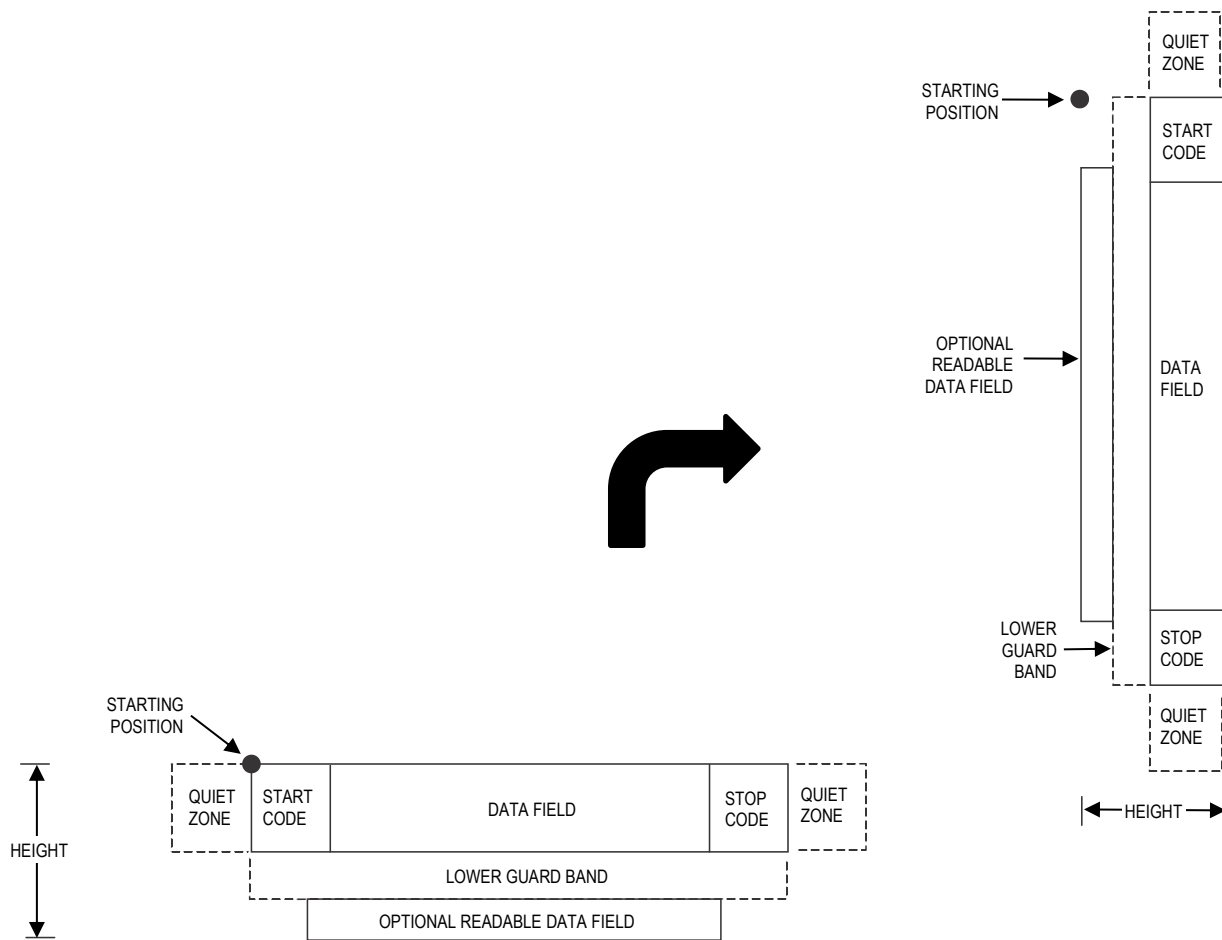 QUIET
ZONE
STARTING
POSITION
START
CODE
OPTIONAL
READABLE
DATA FIELD
DATA
FIELD
LOWER
GUARD
BAND
STOP
CODE
QUIET
ZONE
HEIGHT
STARTING
POSITION
QUIET
ZONE
START
CODE
DATA FIELD
STOP
CODE
QUIET
ZONE
HEIGHT
LOWER GUARD BAND
OPTIONAL READABLE DATA FIELD